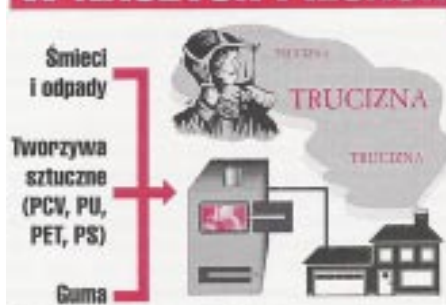 Śmieci
i odpady
TRUCIZNA
TRUCIZNA
TRUCIZNA
Tworzywa
sztuczne
(PCV, PU,
PET, PS)
Guma